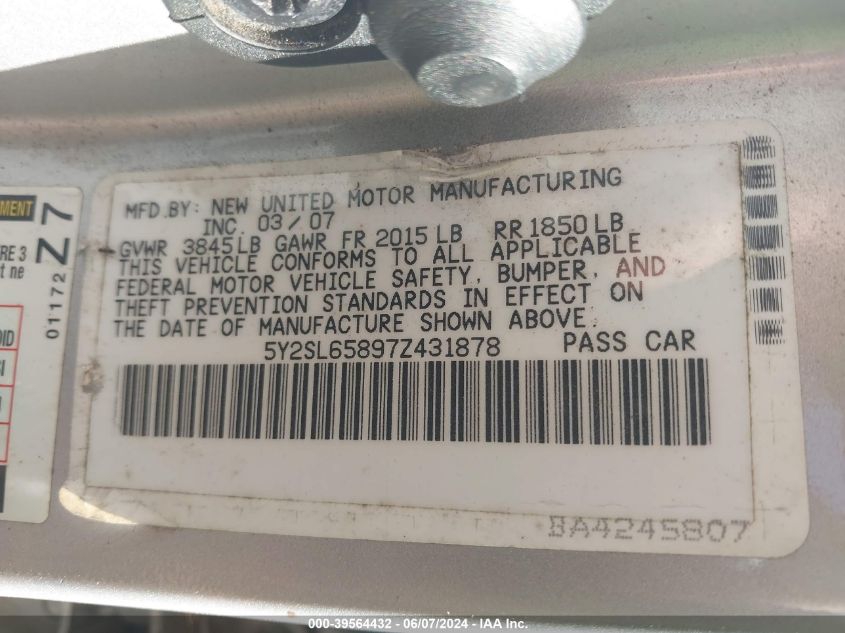 MFD.BY: NEW UNITED MOTOR MANUFACTURING
INC. 03/07
GVWR 3845LB GAWR FR 2015 LB RR 1850 LB
THIS VEHICLE CONFORMS TO ALL APPLICABLE
FEDERAL MOTOR VEHICLE SAFETY, BUMPER, AND
THEFT PREVENTION STANDARDS IN EFFECT ON
THE DATE OF MANUFACTURE SHOWN ABOVE.
5Y2SL65897Z431878 PASS CAR
BA4245807
01172 Z7
000-39564432 - 06/07/2024 - IAA Inc.